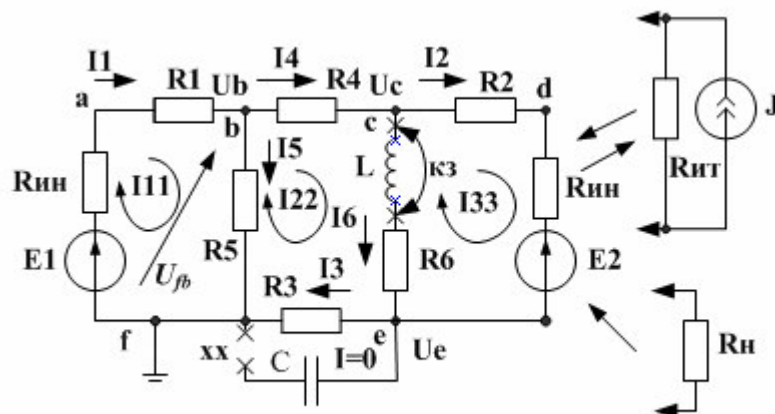 I1 I4 I2
R1 Ub R4 Uc R2 d
a b c J
I5 L кз Rит
Rин I11 I22 I33 Rин
I6
E1 R5 R6 E2
Ufb I3
R3
f e Rн
xx C I=0 Ue